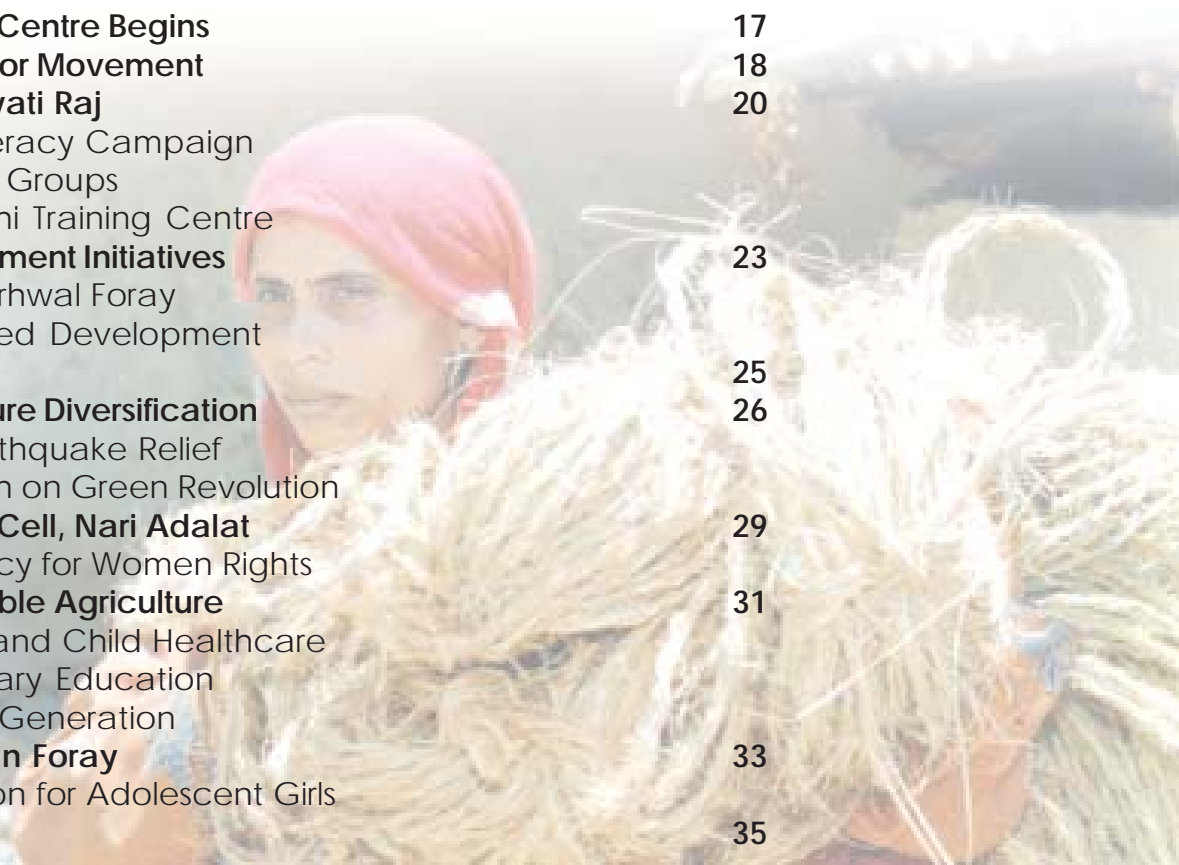 Centre Begins 17
or Movement 18
vati Raj 20
eracy Campaign
Groups
ni Training Centre
ment Initiatives 23
rhwal Foray
ed Development
25
ure Diversification 26
thquake Relief
n on Green Revolution
Cell, Nari Adalat 29
cy for Women Rights
ble Agriculture 31
and Child Healthcare
ary Education
Generation
n Foray 33
on for Adolescent Girls
35